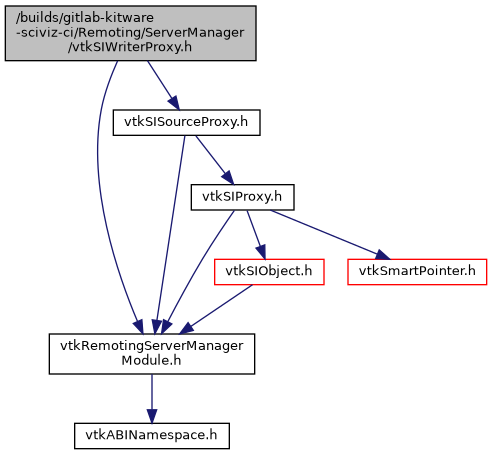 /builds/gitlab-kitware
-sciviz-ci/Remoting/ServerManager
/vtkSIWriterProxy.h
vtkSISourceProxy.h
vtkSIProxy.h
vtkSIObject.h
vtkSmartPointer.h
vtkRemotingServerManager
Module.h
vtkABINamespace.h